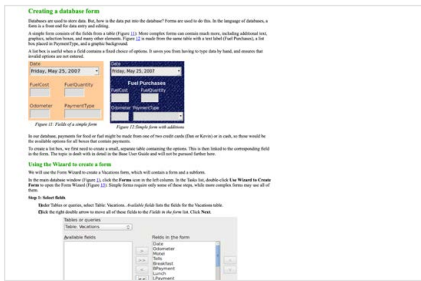 Creating a database form
Databases are used to store data. But, how is the data put into the database? Forms are used to do this. In the language of databases, a
form is a front end for data entry and editing.
A simple form consists of the fields from a table (Figure 11). More complex forms can contain much more, including additional text,
graphics, selection boxes, and many other elements. Figure 12 is made from the same table with a text label (Fuel Purchases), a list
box placed in PaymentType, and a graphic background.
A list box is useful when a field contains a fixed choice of options. It saves you from having to type data by hand, and ensures that
invalid options are not entered.
Date
Friday, May 25, 2007
FuelCost FuelQuantity
Odometer PaymentType
Figure 11: Fields of a simple form
Date
Friday, May 25, 2007
Fuel Purchases
FuelCost FuelQuantity
Odometer PaymentType
Figure 12: Simple form with additions
In our database, payments for food or fuel might be made from one of two credit cards (Dan or Kevin) or in cash, so these would be
the available options for all boxes that contain payments.
To create a list box, we first need to create a small, separate table containing the options. This is then linked to the corresponding field
in the form. The topic is dealt with in detail in the Base User Guide and will not be pursued further here.
Using the Wizard to create a form
We will use the Form Wizard to create a Vacations form, which will contain a form and a subform.
In the main database window (Figure 1), click the Forms icon in the left column. In the Tasks list, double-click Use Wizard to Create
Form to open the Form Wizard (Figure 13). Simple forms require only some of these steps, while more complex forms may use all of
them.
Step 1: Select fields
Under Tables or queries, select Table: Vacations. Available fields lists the fields for the Vacations table.
Click the right double arrow to move all of these fields to the Fields in the form list. Click Next.
Tables or queries
Table: Vacations
Available fields
Fields in the form
Date
Odometer
Motel
Tolls
Breakfast
BPayment
Lunch
LPayment